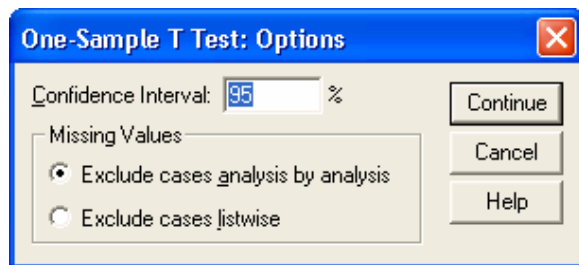 One-Sample T Test: Options
Confidence Interval: 95 %
Continue
Missing Values
Cancel
Exclude cases analysis by analysis
Help
Exclude cases listwise